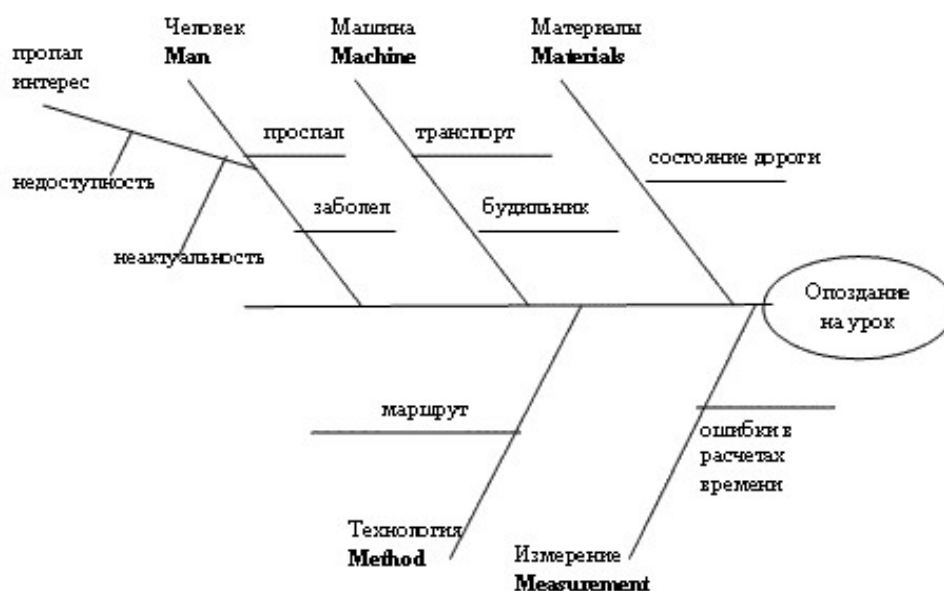 Человек
Man
Машина
Machine
Материалы
Materials
пропал
интерес
проспал
транспорт
состояние дороги
недоступность
заболел
будильник
неактуальность
Опоздание
на урок
маршрут
ошибки в
расчетах
времени
Технология
Method
Измерение
Measurement